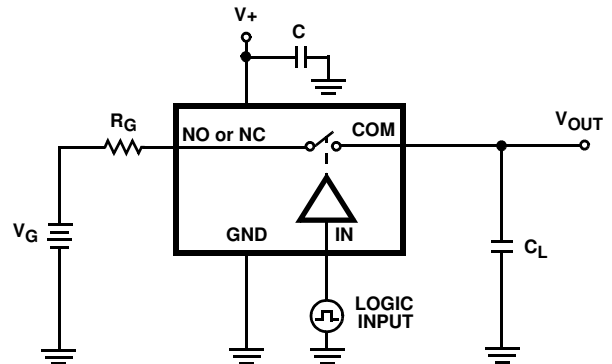 V+
C
RG
NO or NC
COM
VOUT
VG
GND
IN
CL
LOGIC
INPUT